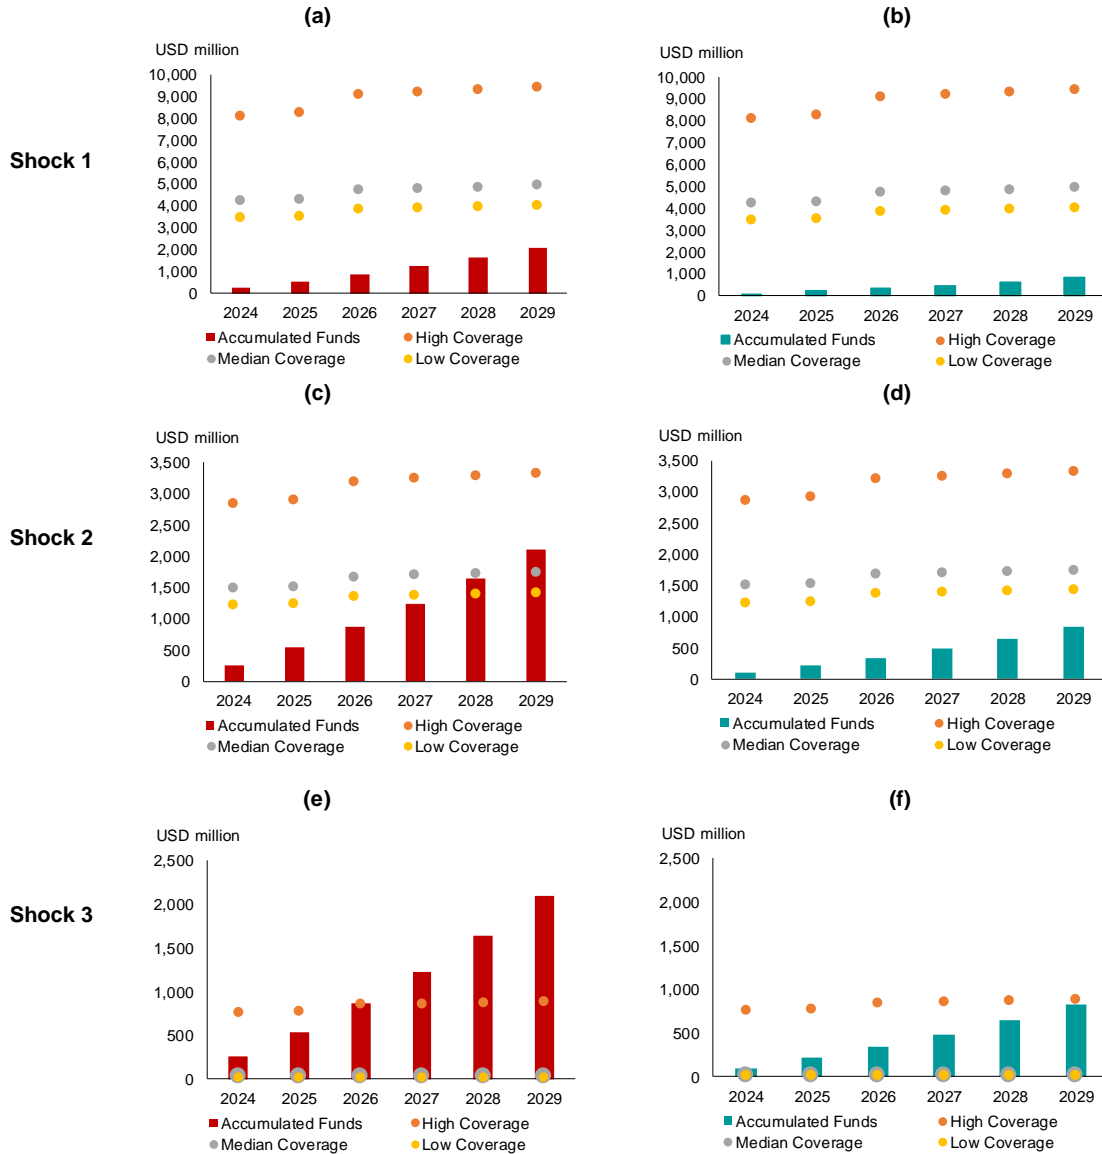 (a)
(b)
Shock 1
USD million
10,000
9,000
8,000
7,000
6,000
5,000
4,000
3,000
2,000
1,000
0
2024 2025 2026 2027 2028 2029
Accumulated Funds High Coverage
Median Coverage Low Coverage
USD million
10,000
9,000
8,000
7,000
6,000
5,000
4,000
3,000
2,000
1,000
0
2024 2025 2026 2027 2028 2029
Accumulated Funds High Coverage
Median Coverage Low Coverage
(c)
(d)
Shock 2
USD million
3,500
3,000
2,500
2,000
1,500
1,000
500
0
2024 2025 2026 2027 2028 2029
Accumulated Funds High Coverage
Median Coverage Low Coverage
USD million
3,500
3,000
2,500
2,000
1,500
1,000
500
0
2024 2025 2026 2027 2028 2029
Accumulated Funds High Coverage
Median Coverage Low Coverage
(e)
(f)
Shock 3
USD million
2,500
2,000
1,500
1,000
500
0
2024 2025 2026 2027 2028 2029
Accumulated Funds High Coverage
Median Coverage Low Coverage
USD million
2,500
2,000
1,500
1,000
500
0
2024 2025 2026 2027 2028 2029
Accumulated Funds High Coverage
Median Coverage Low Coverage